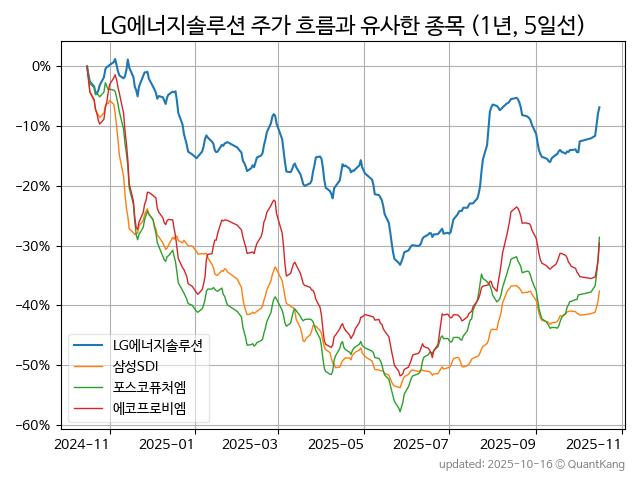 LG에너지솔루션 주가 흐름과 유사한 종목 (1년, 5일선)
0%
−10%
−20%
−30%
−40%
−50%
−60%
LG에너지솔루션
삼성SDI
포스코퓨처엠
에코프로비엠
2024-11
2025-01
2025-03
2025-05
2025-07
2025-09
2025-11
updated: 2025-10-16 © QuantKang